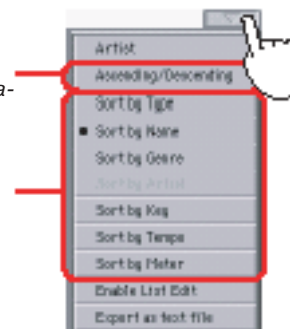 Artist
Ascending/Descending
a-
Sort by Type
Sort by Name
Sort by Genre
Sort by Artist
Sort by Key
Sort by Tempo
Sort by Meter
Enable List Edit
Export as text file